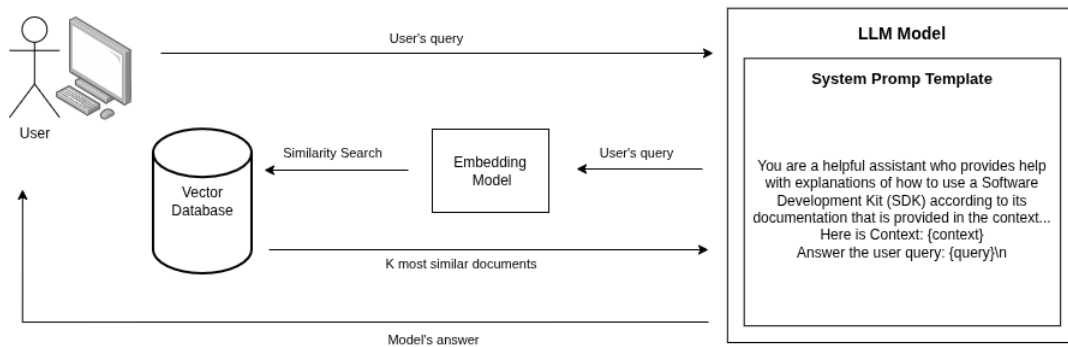 User's query
LLM Model
System Promp Template
User
Similarity Search
User's query
Embedding
Model
Vector
Database
You are a helpful assistant who provides help
with explanations of how to use a Software
Development Kit (SDK) according to its
documentation that is provided in the context...
Here is Context: {context}
Answer the user query: {query}\n
K most similar documents
Model's answer